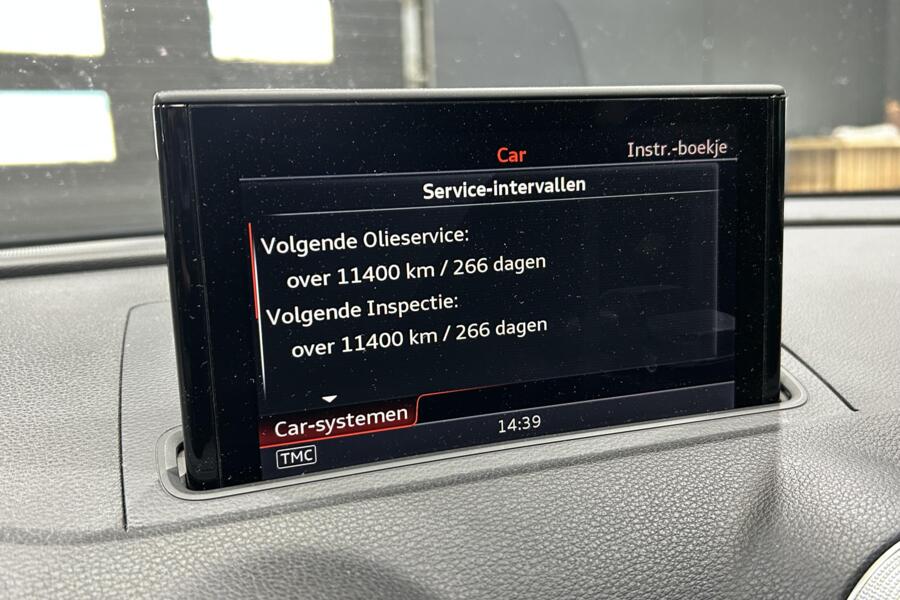 Car
Instr.-boekje
Service-intervallen
Volgende Olieservice:
over 11400 km / 266 dagen
Volgende Inspectie:
over 11400 km / 266 dagen
Car-systemen
14:39
TMC